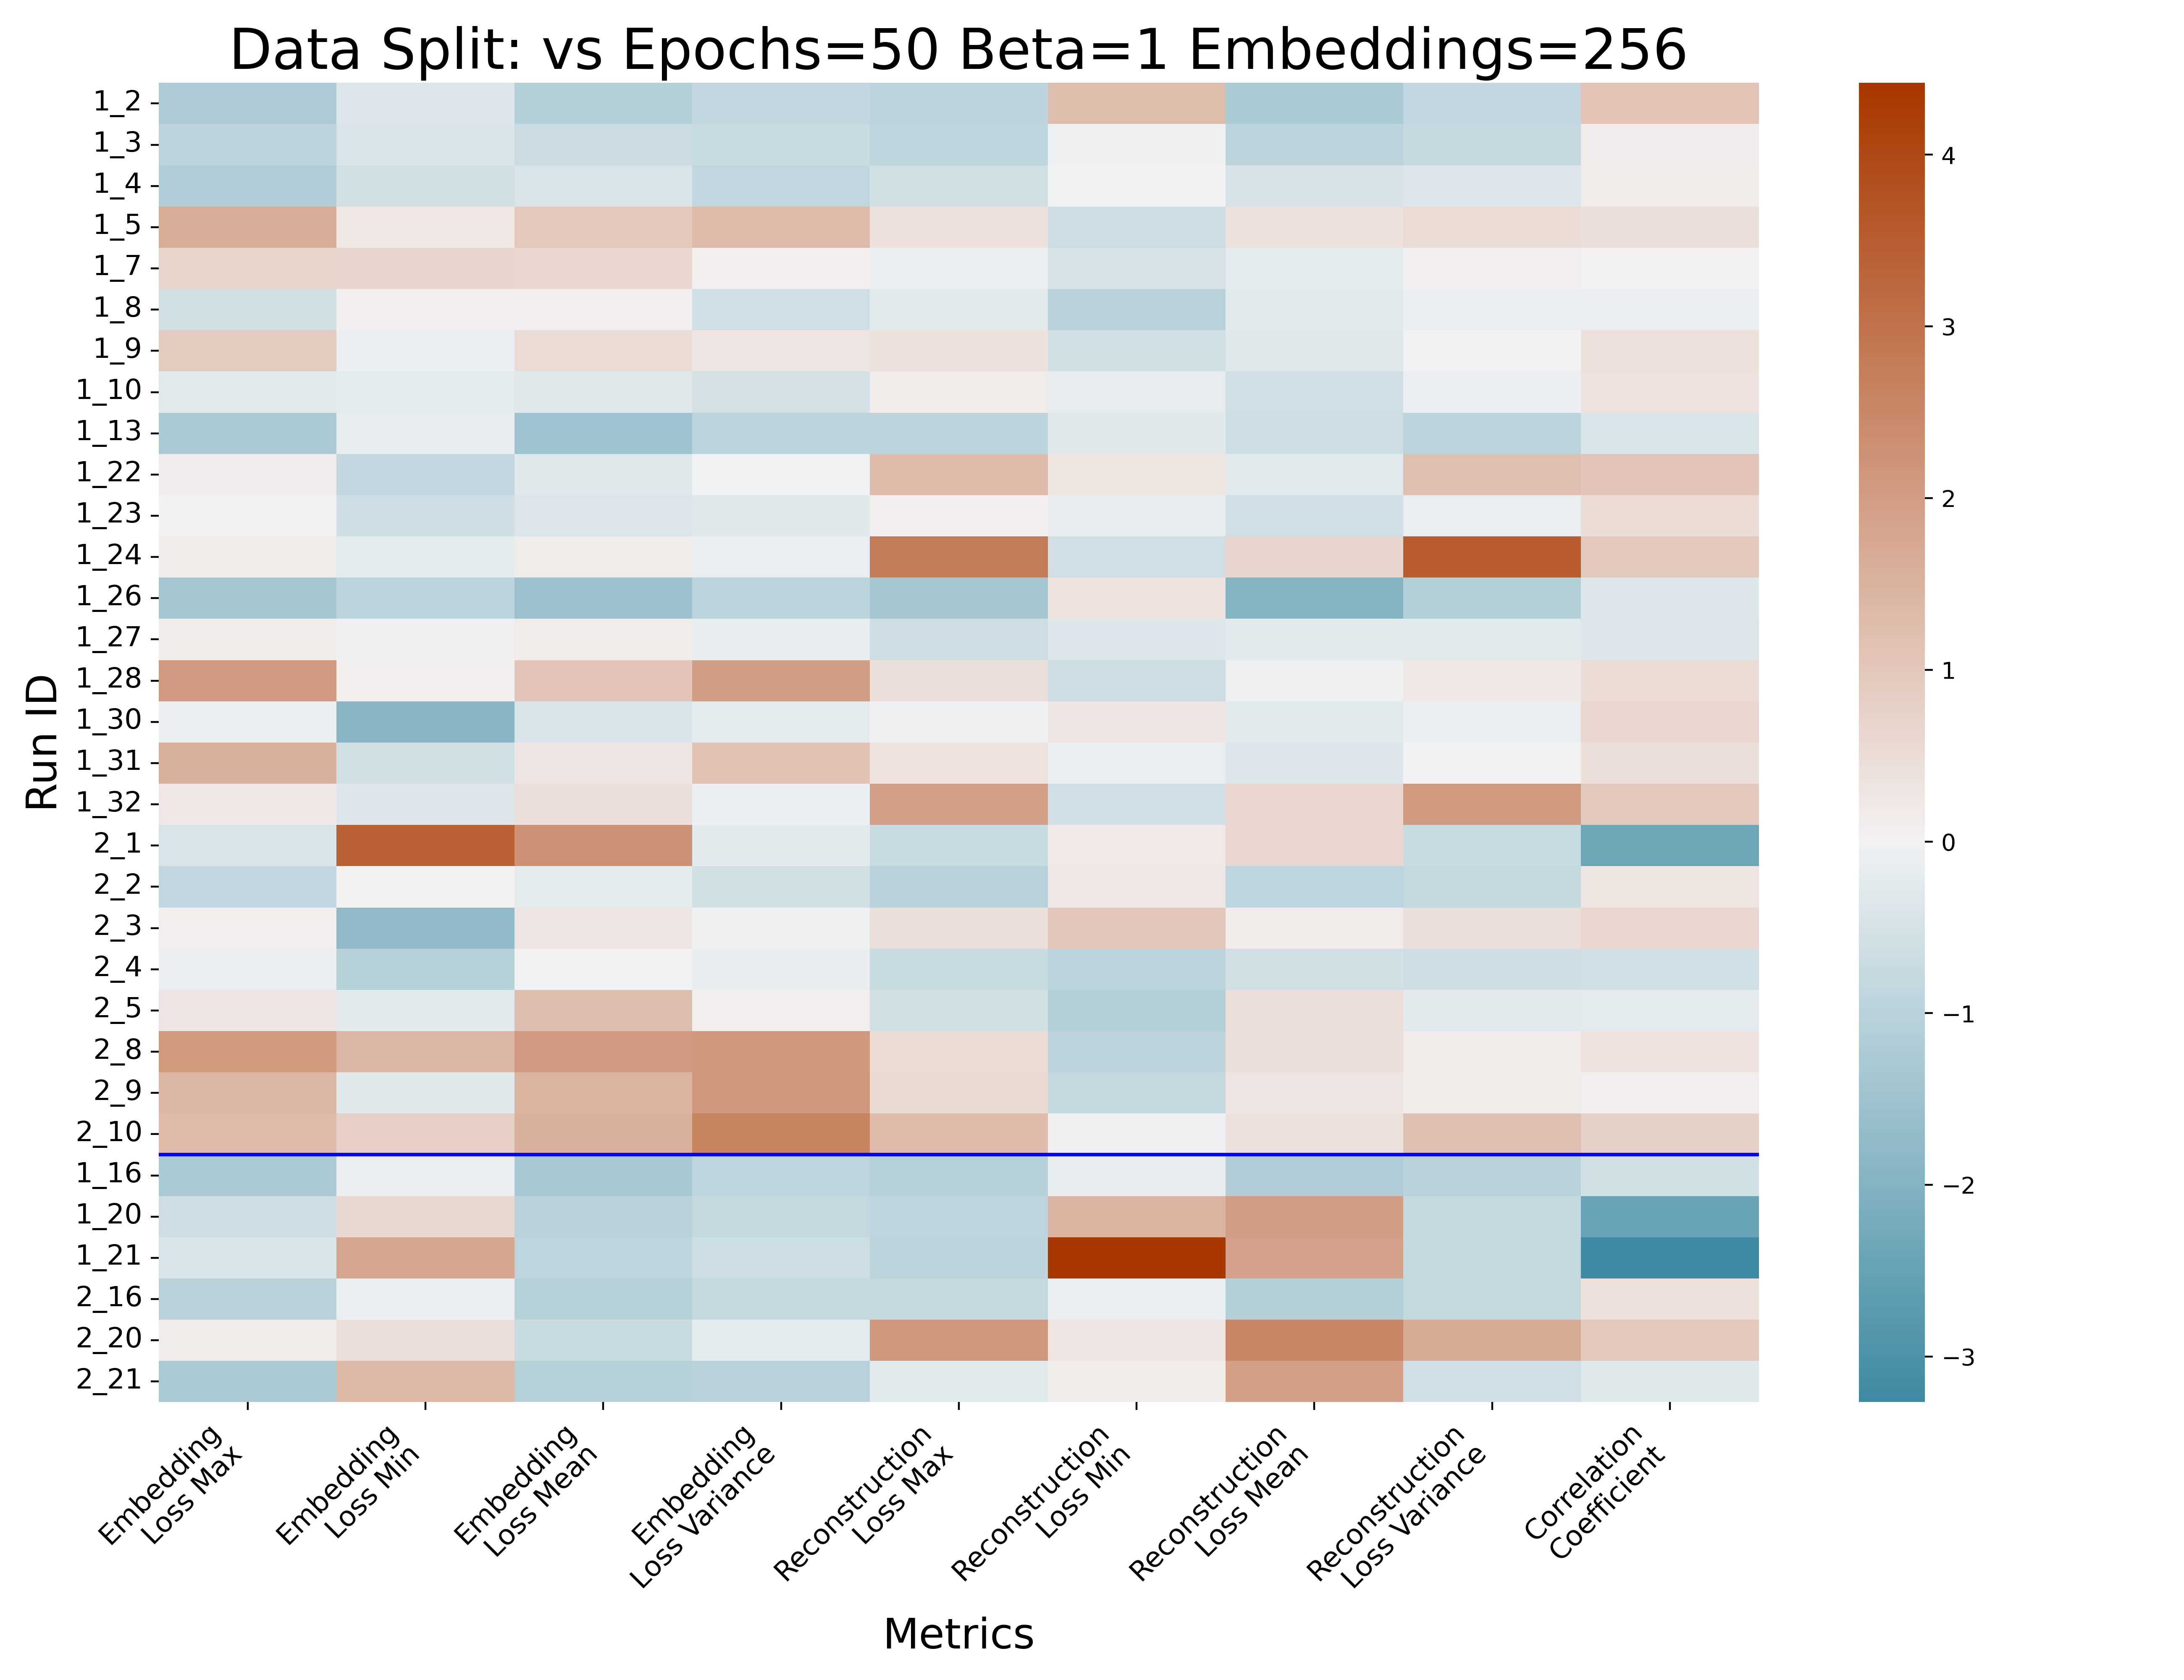 Data Split: vs Epochs=50 Beta=1 Embeddings=256
Run ID
1_2
1_3
1_4
1_5
1_7
1_8
1_9
1_10
1_13
1_22
1_23
1_24
1_26
1_27
1_28
1_30
1_31
1_32
2_1
2_2
2_3
2_4
2_5
2_8
2_9
2_10
1_16
1_20
1_21
2_16
2_20
2_21
Embedding
Loss Max
Embedding
Loss Min
Embedding
Loss Mean
Embedding
Loss Variance
Reconstruction
Loss Max
Reconstruction
Loss Min
Reconstruction
Loss Mean
Reconstruction
Loss Variance
Correlation
Coefficient
Metrics
4
3
2
1
0
−1
−2
−3